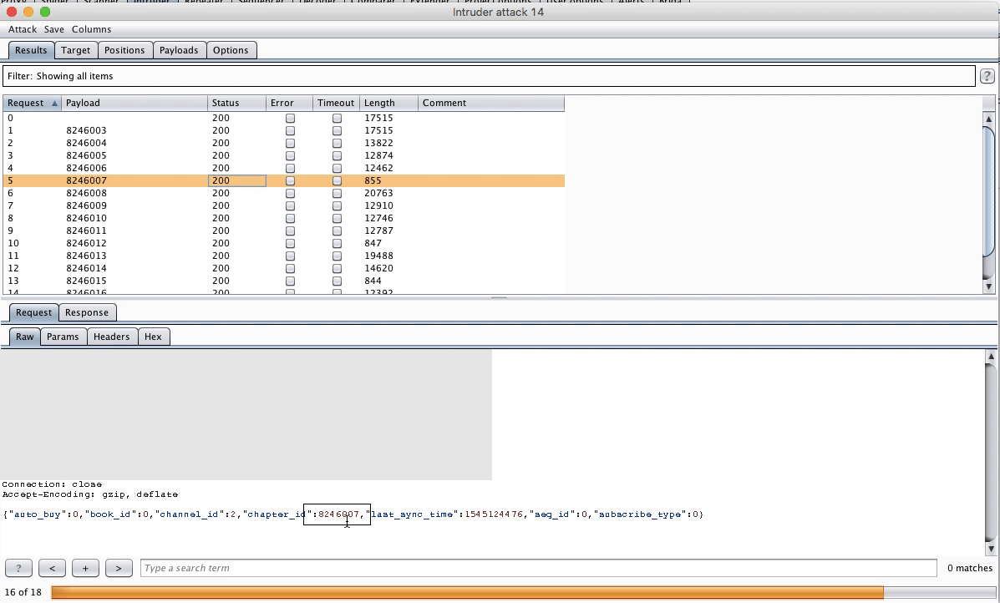 Intruder attack 14
Attack Save Columns
Results Target Positions Payloads Options
Filter: Showing all items ?
Request Payload Status Error Timeout Length Comment
0 200 17515
1 8246003 200 17515
2 8246004 200 13822
3 8246005 200 12874
4 8246006 200 12462
5 8246007 200 855
6 8246008 200 20763
7 8246009 200 12910
8 8246010 200 12746
9 8246011 200 12787
10 8246012 200 847
11 8246013 200 19488
12 8246014 200 14620
13 8246015 200 844
14 8246016 200 12392
Request Response
Raw Params Headers Hex
Connection: close
Accept-Encoding: gzip, deflate
{"auto_buy":0,"book_id":0,"channel_id":2,"chapter_id":8246007,"last_sync_time":1545124476,"seg_id":0,"subscribe_type":0}
? < + > Type a search term 0 matches
16 of 18